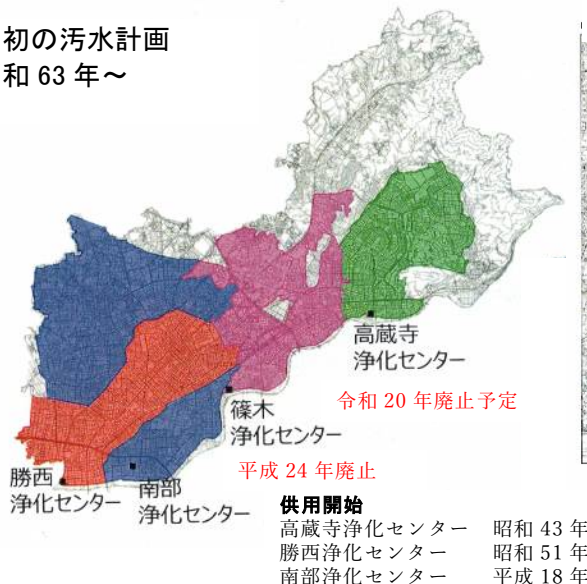 初の汚水計画
和 63 年～
高蔵寺
浄化センター
令和 20 年廃止予定
篠木
浄化センター
平成 24 年廃止
勝西
浄化センター
南部
浄化センター
供用開始
高蔵寺浄化センター 昭和 43 年
勝西浄化センター 昭和 51 年
南部浄化センター 平成 18 年